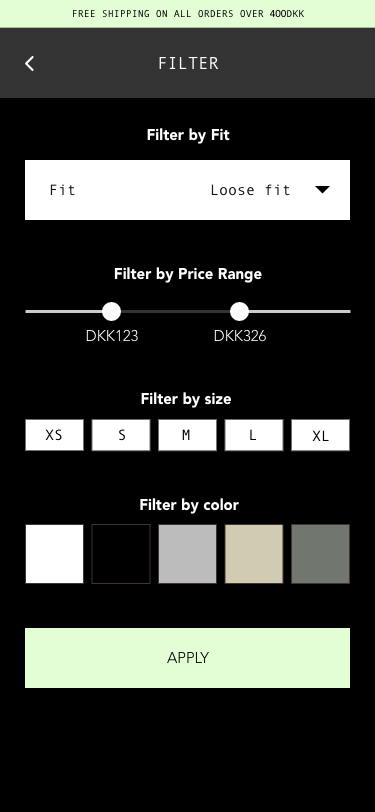 FREE SHIPPING ON ALL ORDERS OVER 400DKK
FILTER
Filter by Fit
Fit Loose fit
Filter by Price Range
DKK123 DKK326
Filter by size
XS S M L XL
Filter by color
APPLY